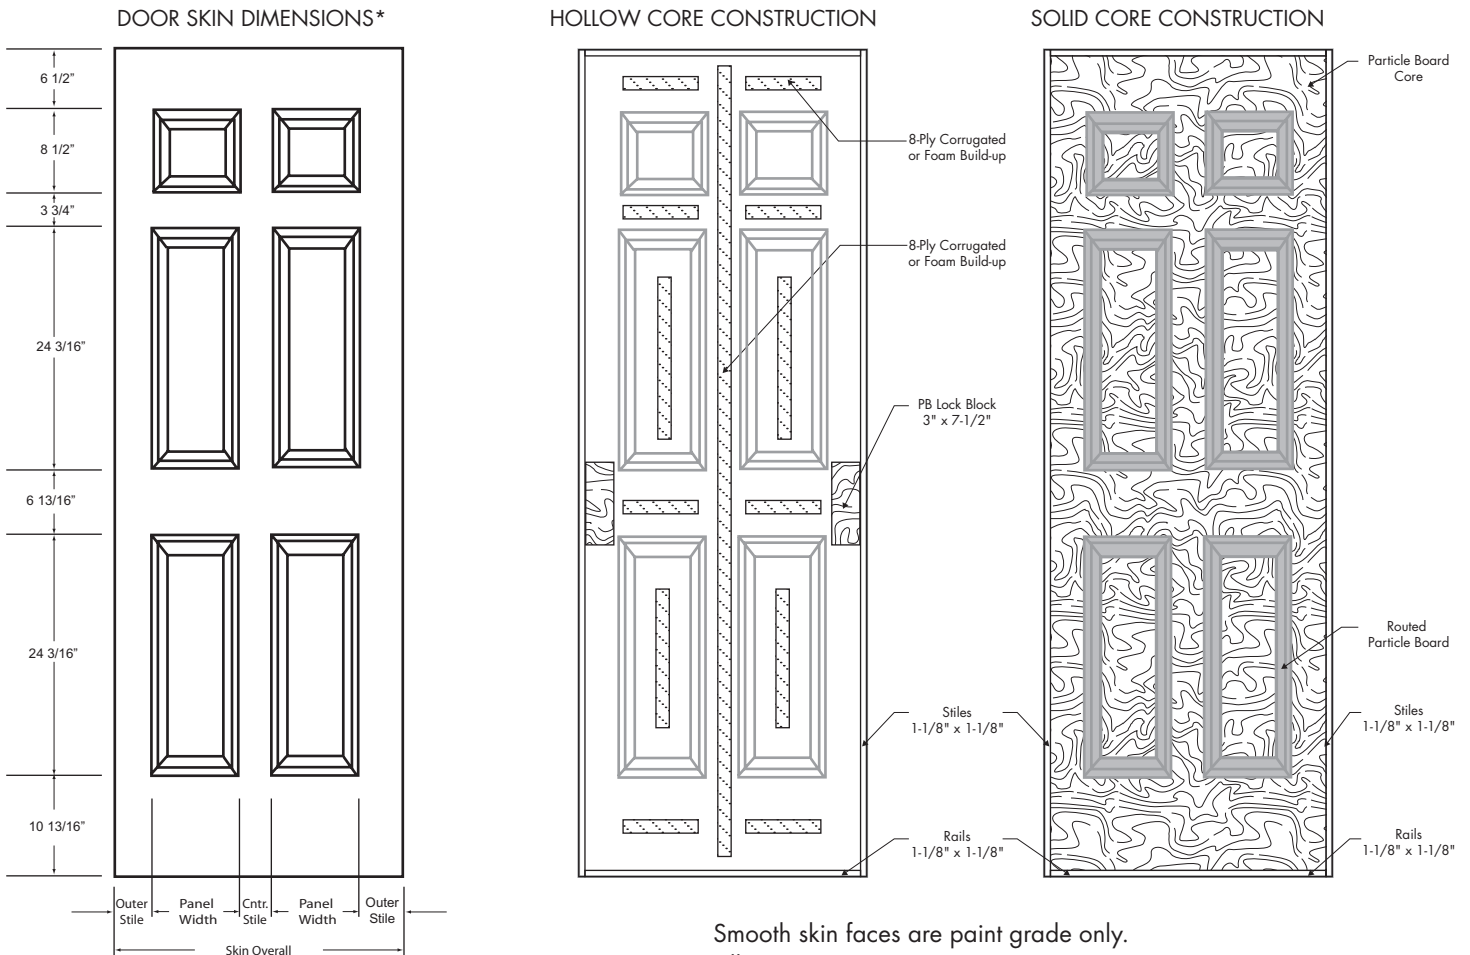 DOOR SKIN DIMENSIONS*
6 1/2”
8 1/2”
3 3/4”
24 3/16”
6 13/16”
24 3/16”
10 13/16”
Outer
Stile
Panel
Width
Cntr.
Stile
Panel
Width
Outer
Stile
Skin Overall
HOLLOW CORE CONSTRUCTION
8-Ply Corrugated
or Foam Build-up
8-Ply Corrugated
or Foam Build-up
PB Lock Block
3" x 7-1/2"
Stiles
1-1/8" x 1-1/8"
Rails
1-1/8" x 1-1/8"
SOLID CORE CONSTRUCTION
Particle Board
Core
Routed
Particle Board
Stiles
1-1/8" x 1-1/8"
Rails
1-1/8" x 1-1/8"
Smooth skin faces are paint grade only.